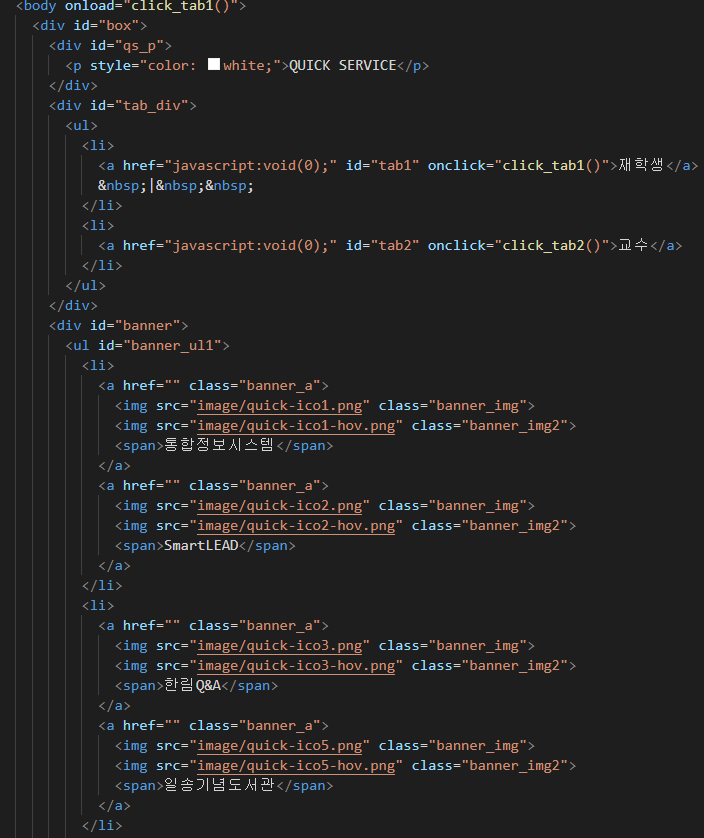 <body onload="click_tab1()">
<div id="box">
<div id="qs_p">
<p style="color: white;">QUICK SERVICE</p>
</div>
<div id="tab_div">
<ul>
<li>
<a href="javascript:void(0);" id="tab1" onclick="click_tab1()">재학생</a>
&nbsp;|&nbsp;&nbsp;
</li>
<li>
<a href="javascript:void(0);" id="tab2" onclick="click_tab2()">교수</a>
</li>
</ul>
</div>
<div id="banner">
<ul id="banner_ul1">
<li>
<a href="" class="banner_a">
<img src="image/quick-ico1.png" class="banner_img">
<img src="image/quick-ico1-hov.png" class="banner_img2">
<span>통합정보시스템</span>
</a>
<a href="" class="banner_a">
<img src="image/quick-ico2.png" class="banner_img">
<img src="image/quick-ico2-hov.png" class="banner_img2">
<span>SmartLEAD</span>
</a>
</li>
<li>
<a href="" class="banner_a">
<img src="image/quick-ico3.png" class="banner_img">
<img src="image/quick-ico3-hov.png" class="banner_img2">
<span>한림Q&A</span>
</a>
<a href="" class="banner_a">
<img src="image/quick-ico5.png" class="banner_img">
<img src="image/quick-ico5-hov.png" class="banner_img2">
<span>일송기념도서관</span>
</a>
</li>